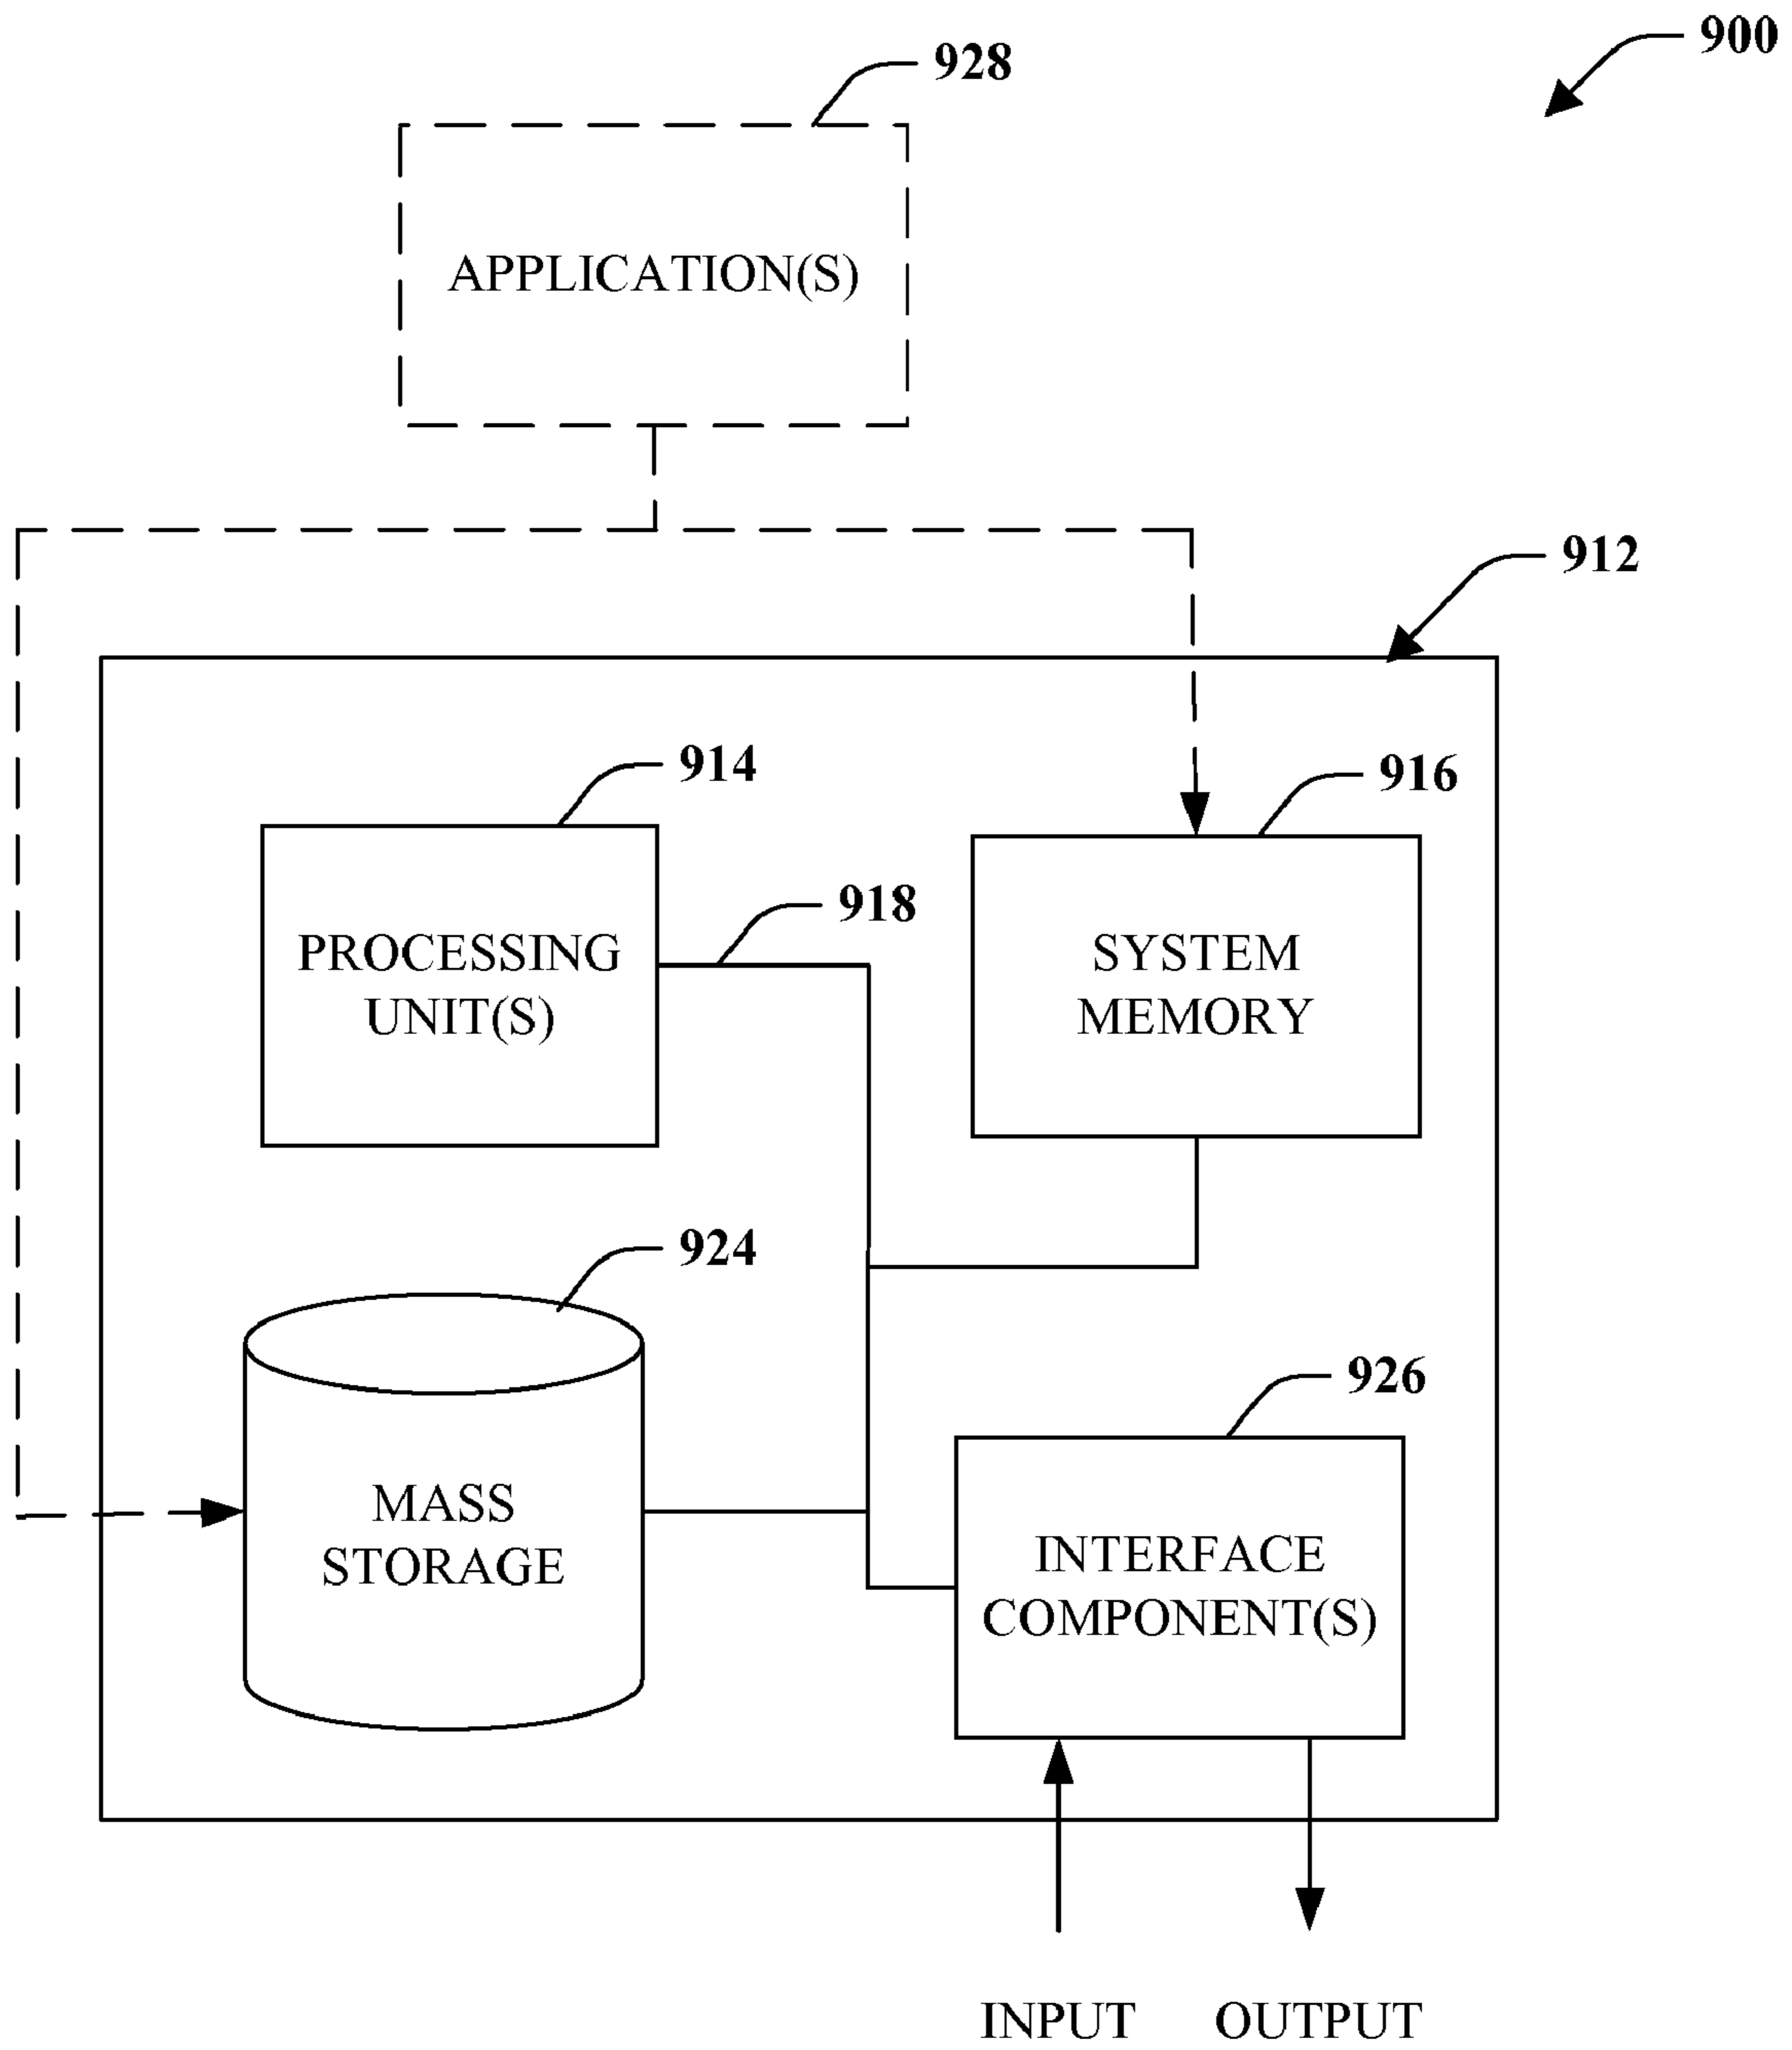 900
928
APPLICATION(S)
912
914
916
918
PROCESSING
UNIT(S)
SYSTEM
MEMORY
924
926
MASS
STORAGE
INTERFACE
COMPONENT(S)
INPUT
OUTPUT